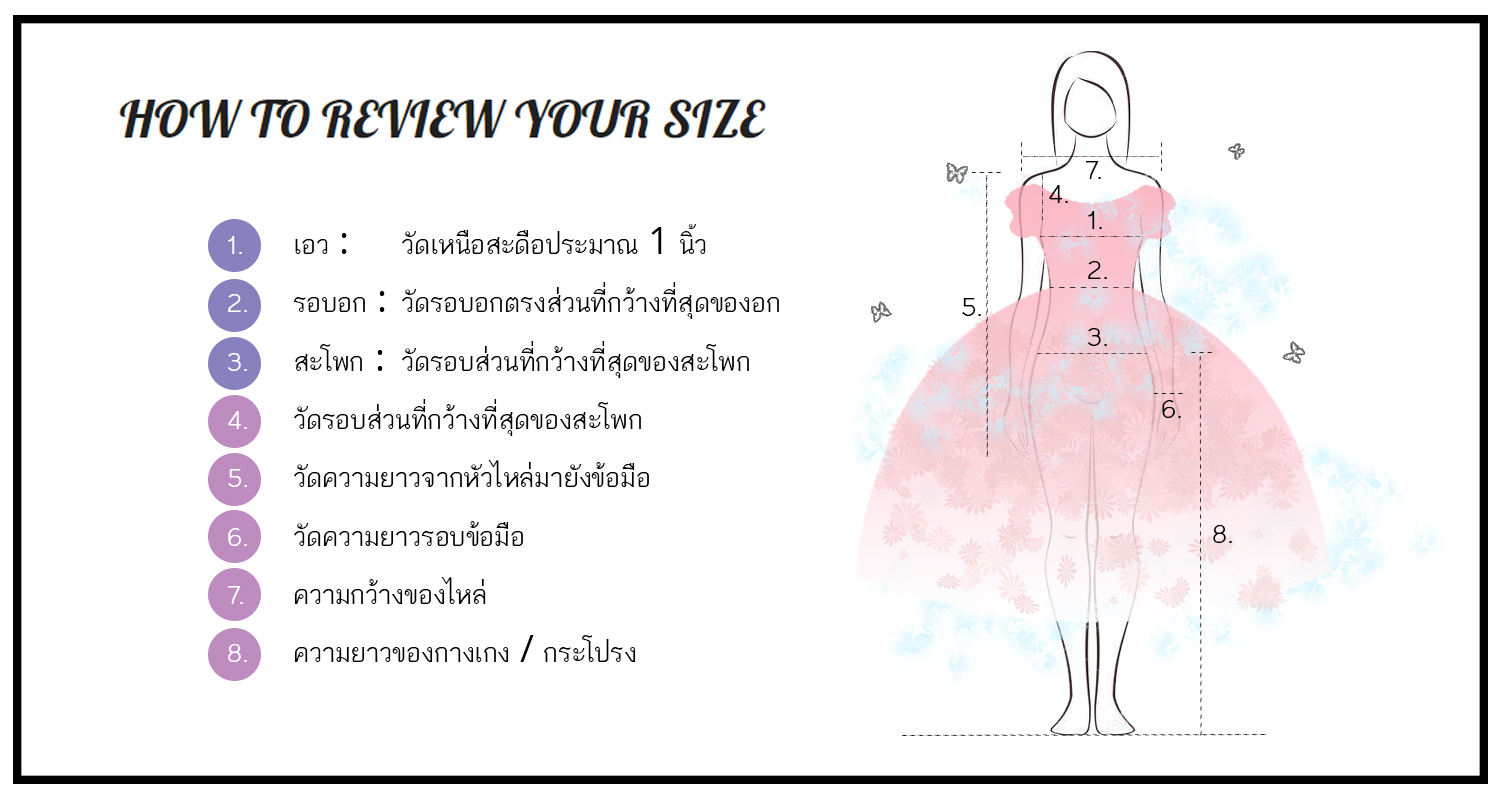 HOW TO REVIEW YOUR SIZE
1. เอว : วัดเหนือสะดือประมาณ 1 นิ้ว
2. รอบอก : วัดรอบอกตรงส่วนที่กว้างที่สุดของอก
3. สะโพก : วัดรอบส่วนที่กว้างที่สุดของสะโพก
4. วัดรอบส่วนที่กว้างที่สุดของสะโพก
5. วัดความยาวจากหัวไหล่มายังข้อมือ
6. วัดความยาวรอบข้อมือ
7. ความกว้างของไหล่
8. ความยาวของกางเกง / กระโปรง
7.
4.
1.
2.
5.
3.
6.
8.